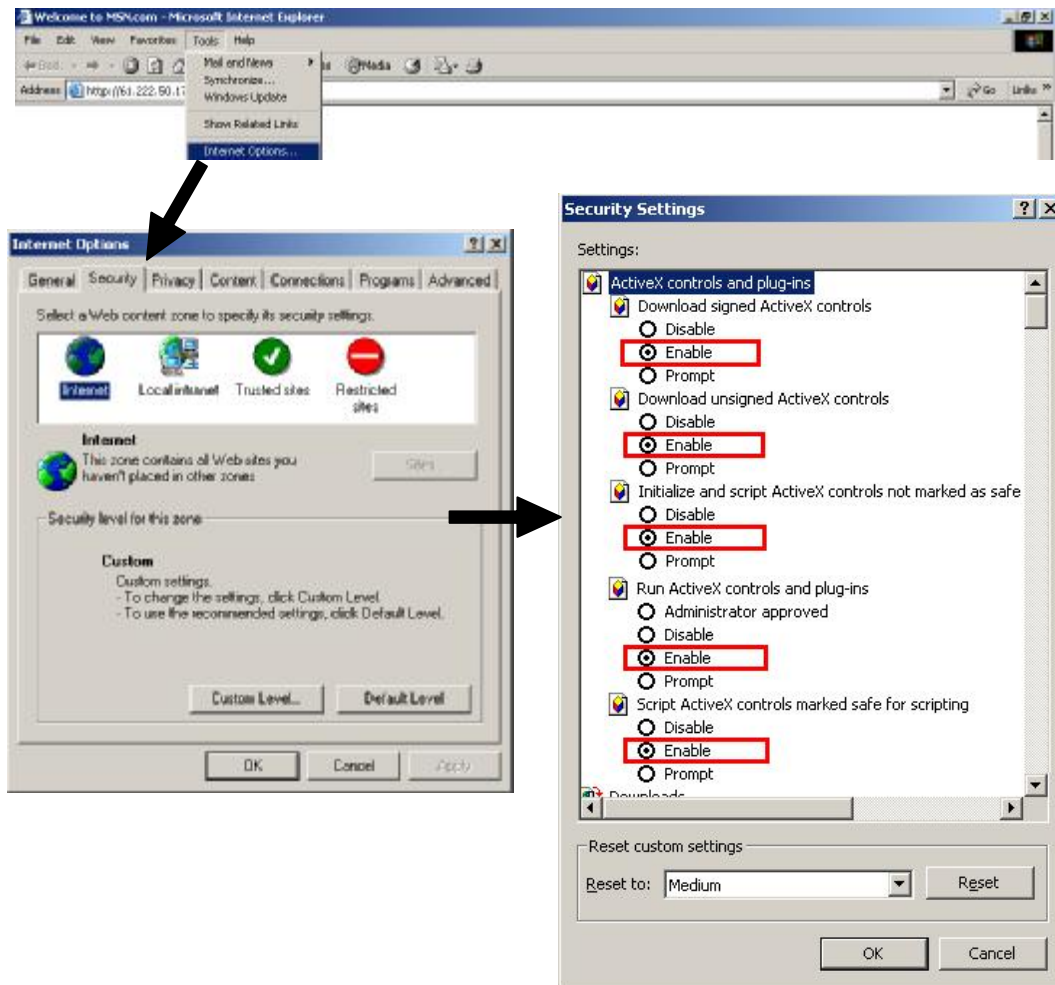 Welcome to MSN.com - Microsoft Internet Explorer
File Edit View Favorites Tools Help
Mail and News
Media
Synchronize...
Address http://61.222.50.17
Windows Update
Go Links »
Show Related Links
Internet Options...
Internet Options
General Security Privacy Content Connections Programs Advanced
Select a Web content zone to specify its security settings.
Internet Local intranet Trusted sites Restricted
sites
Internet
This zone contains all Web sites you
haven't placed in other zones
Sites
Security level for this zone
Custom
Custom settings.
- To change the settings, click Custom Level.
- To use the recommended settings, click Default Level.
Custom Level... Default Level
OK Cancel Apply
Security Settings
Settings:
ActiveX controls and plug-ins
Download signed ActiveX controls
Disable
Enable
Prompt
Download unsigned ActiveX controls
Disable
Enable
Prompt
Initialize and script ActiveX controls not marked as safe
Disable
Enable
Prompt
Run ActiveX controls and plug-ins
Administrator approved
Disable
Enable
Prompt
Script ActiveX controls marked safe for scripting
Disable
Enable
Prompt
Downloads
Reset custom settings
Reset to: Medium Reset
OK Cancel